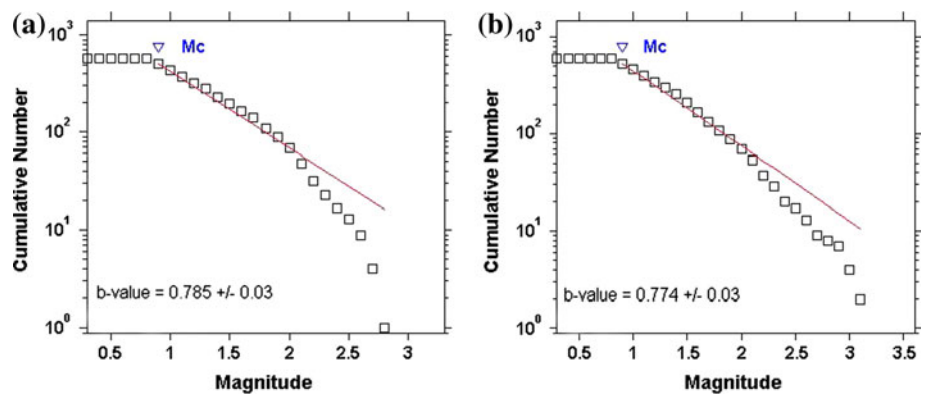 (a)
Mc
Cumulative Number
10³
10²
10¹
10⁰
b-value = 0.785 +/- 0.03
0.5 1 1.5 2 2.5 3
Magnitude
(b)
Mc
Cumulative Number
10³
10²
10¹
10⁰
b-value = 0.774 +/- 0.03
0.5 1 1.5 2 2.5 3 3.5
Magnitude